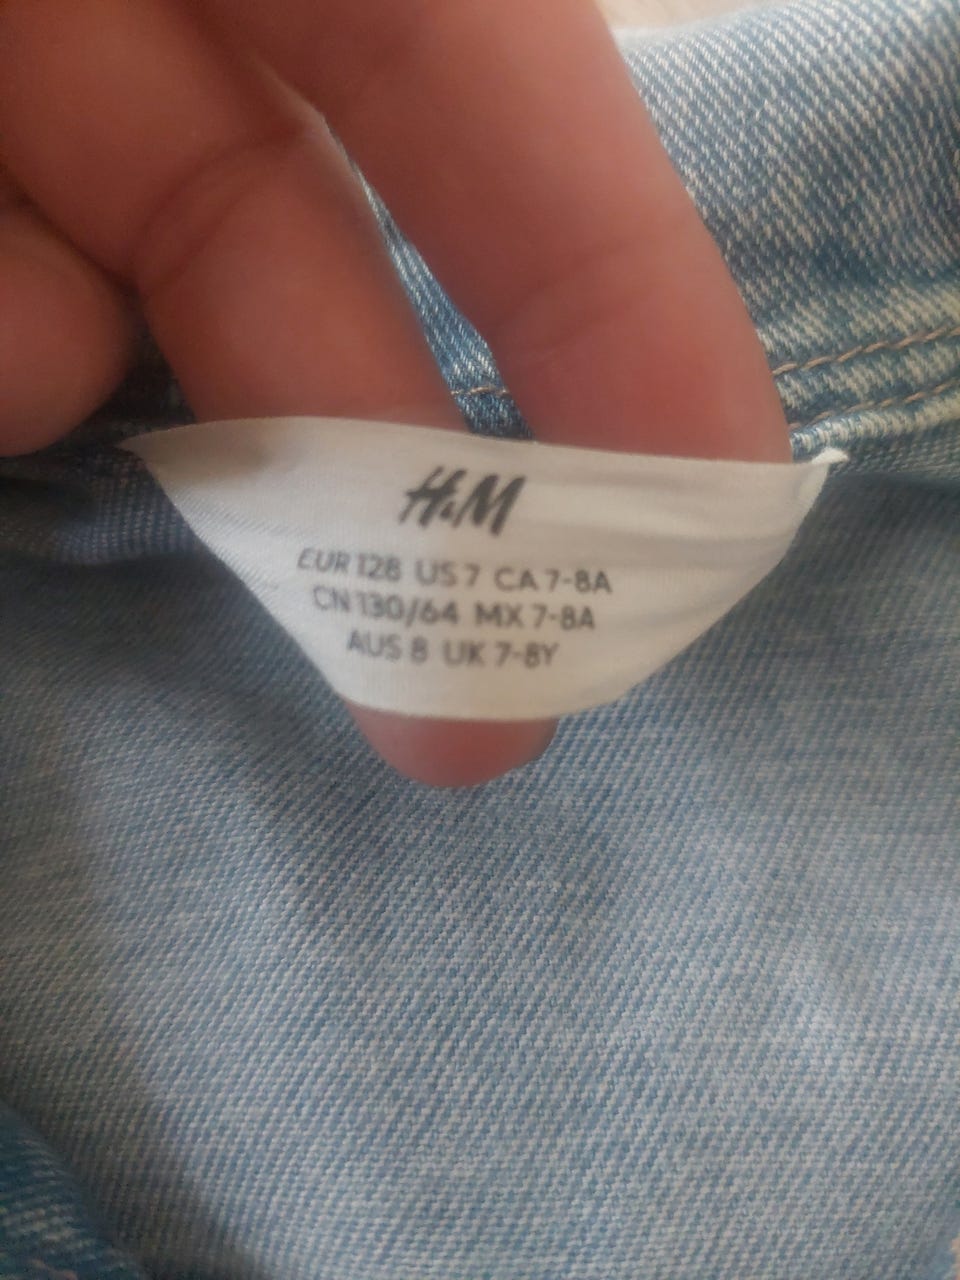 H&M
EUR 128 US 7 CA 7-8A
CN 130/64 MX 7-8A
AUS 8 UK 7-8Y